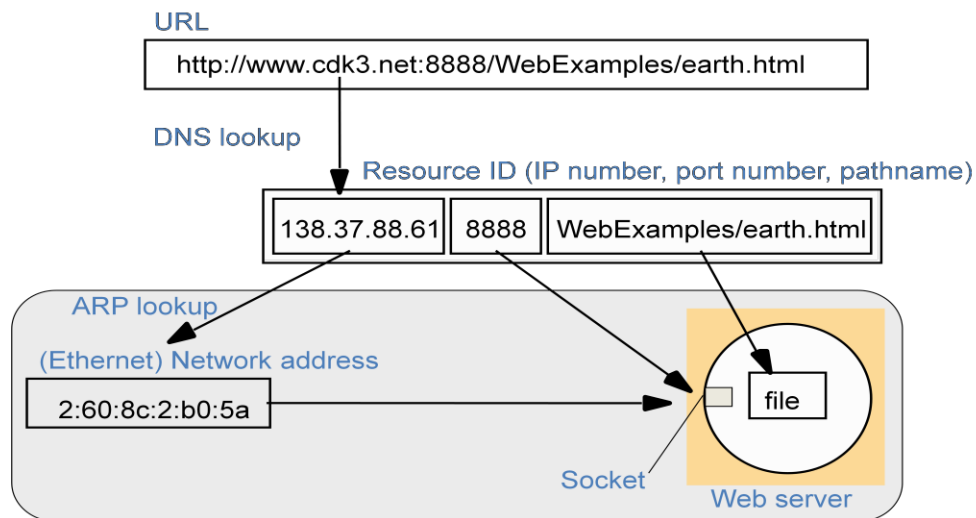 URL
http://www.cdk3.net:8888/WebExamples/earth.html
DNS lookup
Resource ID (IP number, port number, pathname)
138.37.88.61
8888
WebExamples/earth.html
ARP lookup
(Ethernet) Network address
2:60:8c:2:b0:5a
file
Socket
Web server